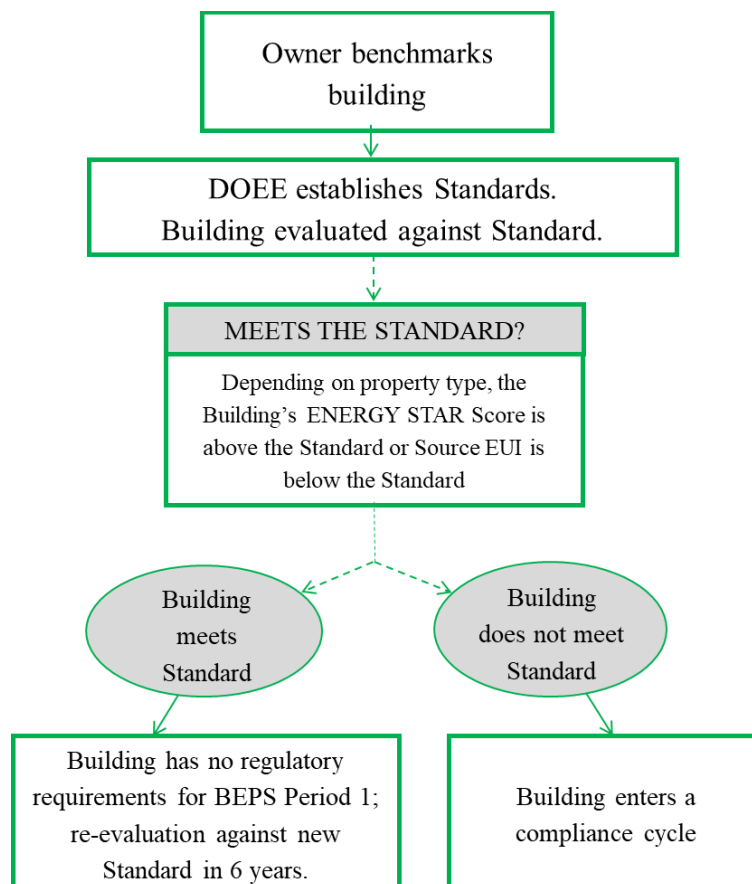 Owner benchmarks
building
DOEE establishes Standards.
Building evaluated against Standard.
MEETS THE STANDARD?
Depending on property type, the
Building’s ENERGY STAR Score is
above the Standard or Source EUI is
below the Standard
Building
meets
Standard
Building
does not meet
Standard
Building has no regulatory
requirements for BEPS Period 1;
re-evaluation against new
Standard in 6 years.
Building enters a
compliance cycle